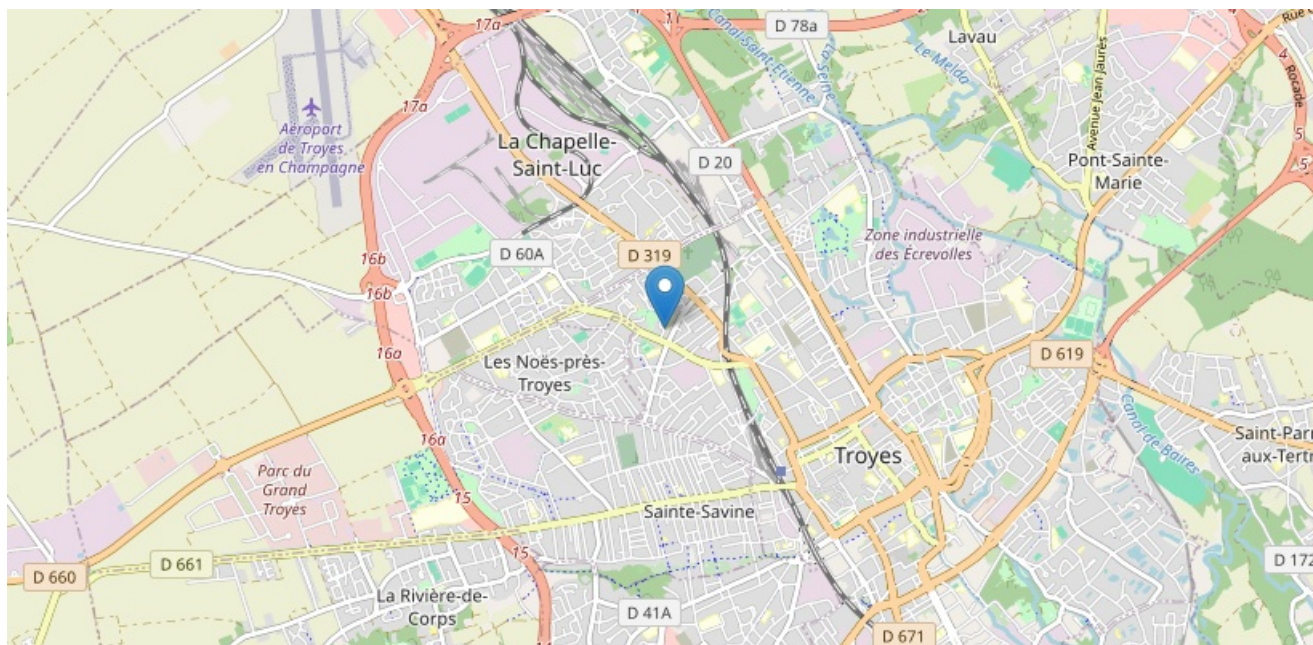 17a
D 78a
Lavau
Rue
17a
Canal Saint-Etienne
La Seine
Le Melda
Avenue Jean Jaurès
4
Rocade
5
5
Aéroport
de Troyes
en Champagne
La Chapelle-
Saint-Luc
D 20
Pont-Sainte-
Marie
Zone industrielle
des Écrevolles
16b
D 60A
D 319
16b
16a
Les Noës-près-
Troyes
D 619
16a
Canal de Baires
Saint-Parr
aux-Tertr
Troyes
Parc du
Grand
Troyes
15
Sainte-Savine
15
D 661
D 660
D 172
La Rivière-de-
Corps
D 41A
D 671